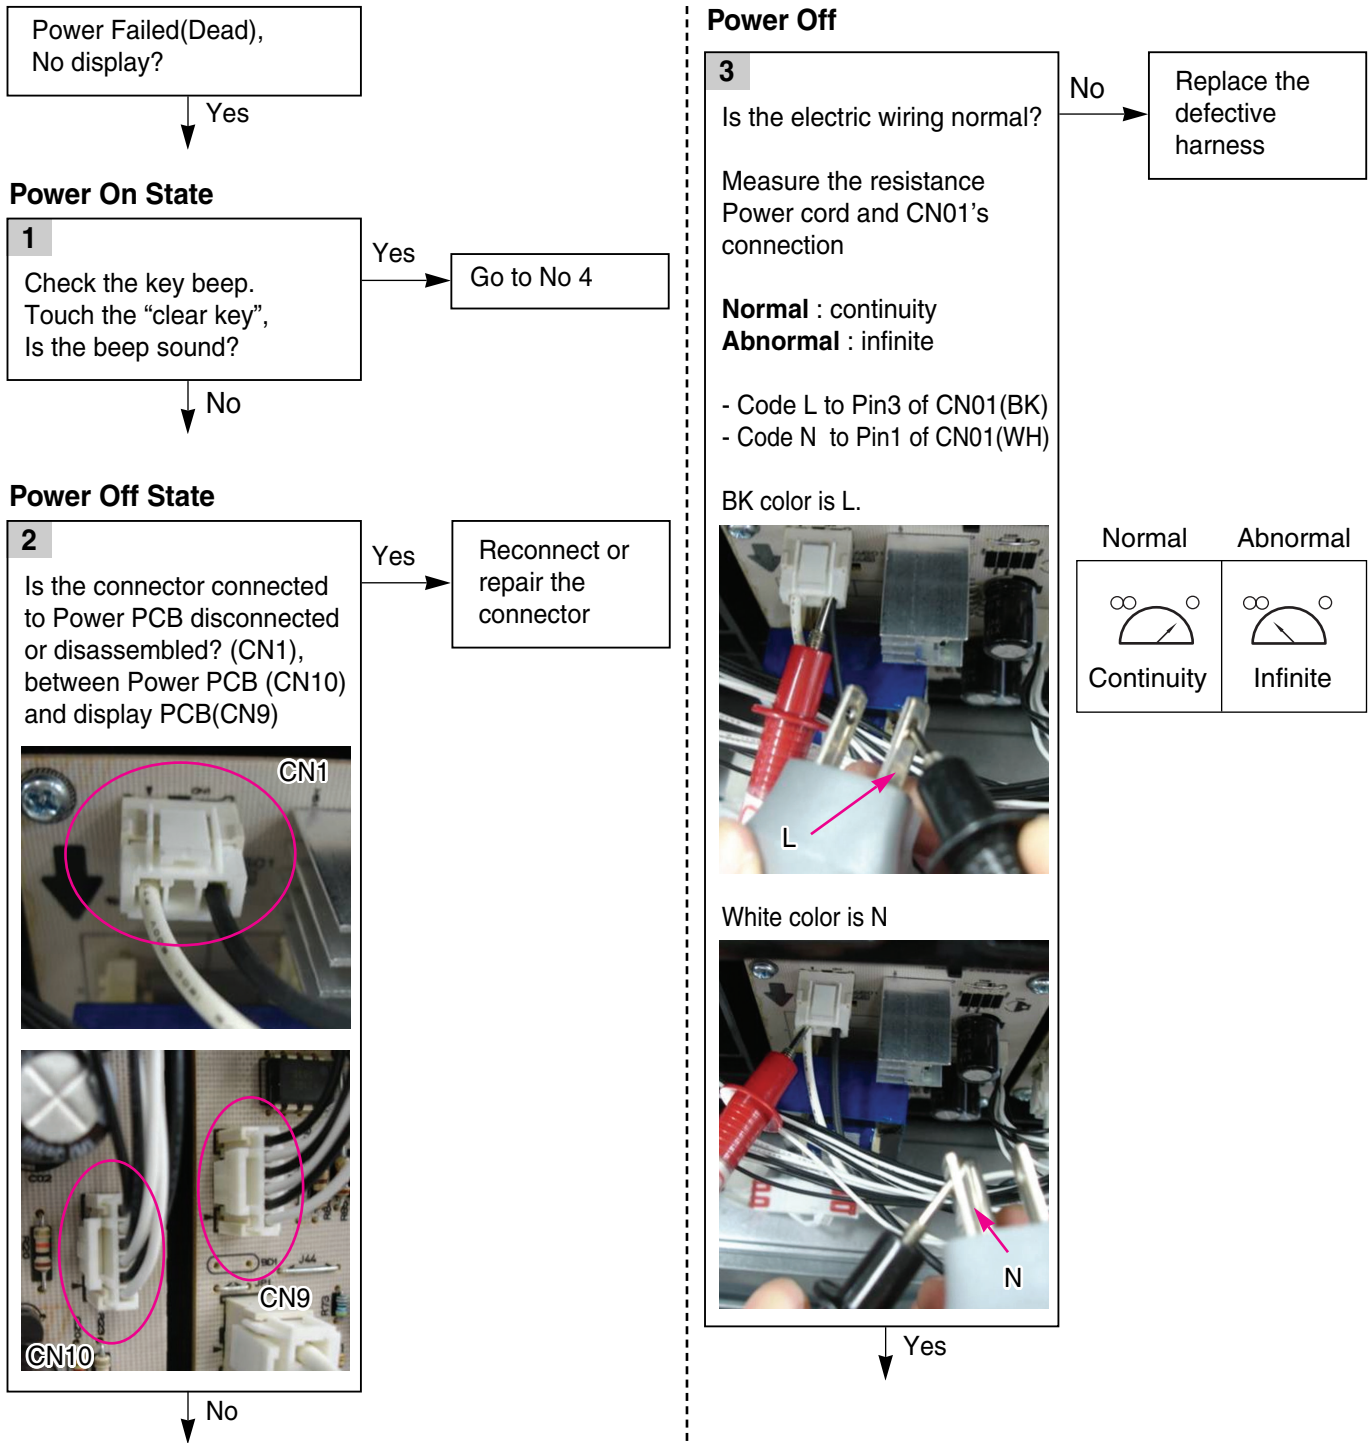 Power Failed(Dead),
No display?
Yes
Power On State
1
Check the key beep.
Touch the “clear key”,
Is the beep sound?
Yes
Go to No 4
No
Power Off State
2
Is the connector connected
to Power PCB disconnected
or disassembled? (CN1),
between Power PCB (CN10)
and display PCB(CN9)
Yes
Reconnect or
repair the
connector
CN1
CN9
CN10
J44
No
Power Off
3
Is the electric wiring normal?
No
Replace the
defective
harness
Measure the resistance
Power cord and CN01’s
connection
Normal : continuity
Abnormal : infinite
- Code L to Pin3 of CN01(BK)
- Code N  to Pin1 of CN01(WH)
BK color is L.
L
Normal Abnormal
Continuity Infinite
White color is N
N
Yes